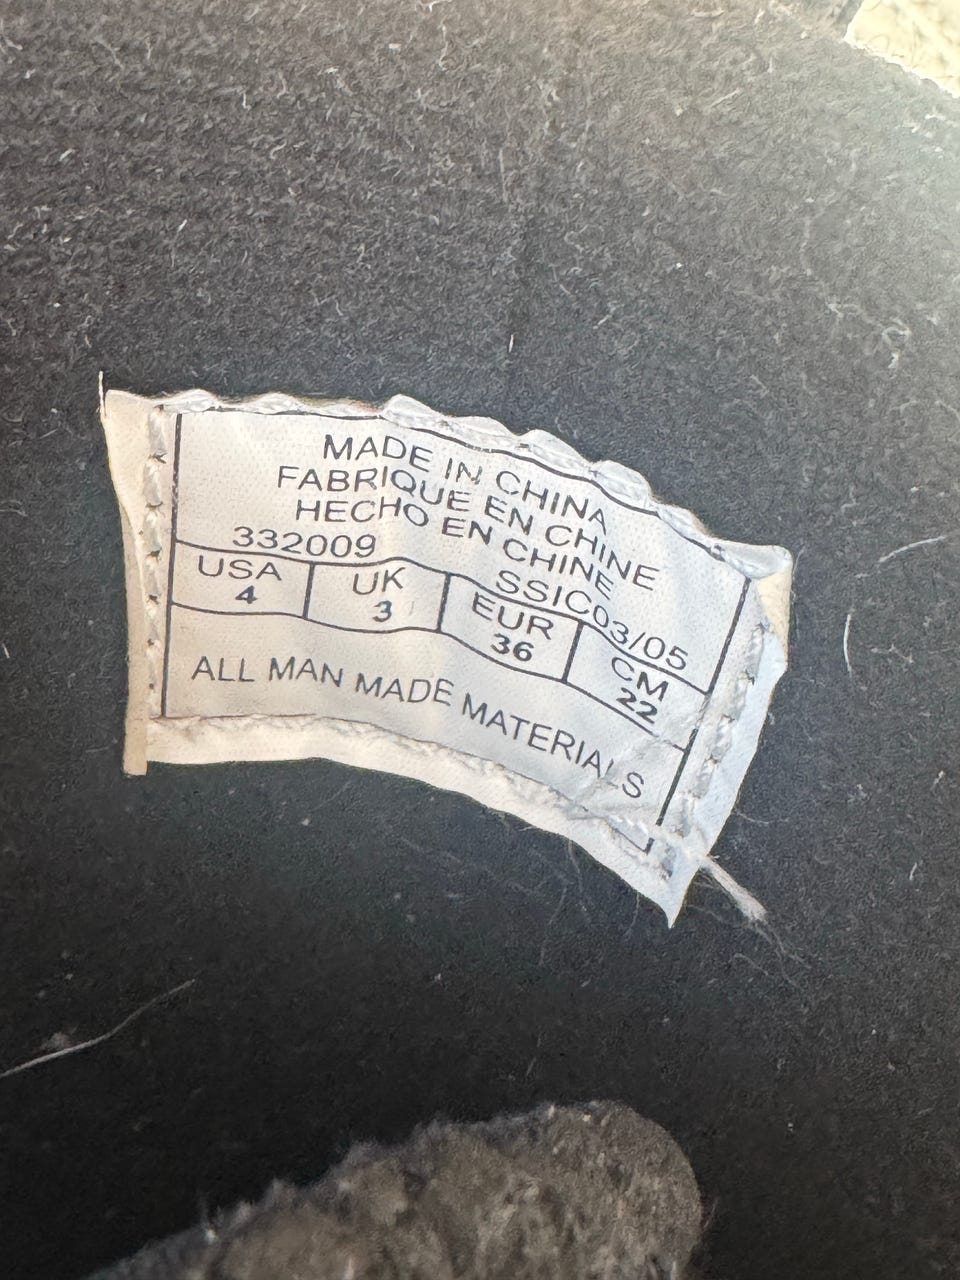 MADE IN CHINA
FABRIQUE EN CHINE
HECHO EN CHINE
332009 SSIC03/05
USA UK EUR CM
4 3 36 22
ALL MAN MADE MATERIALS